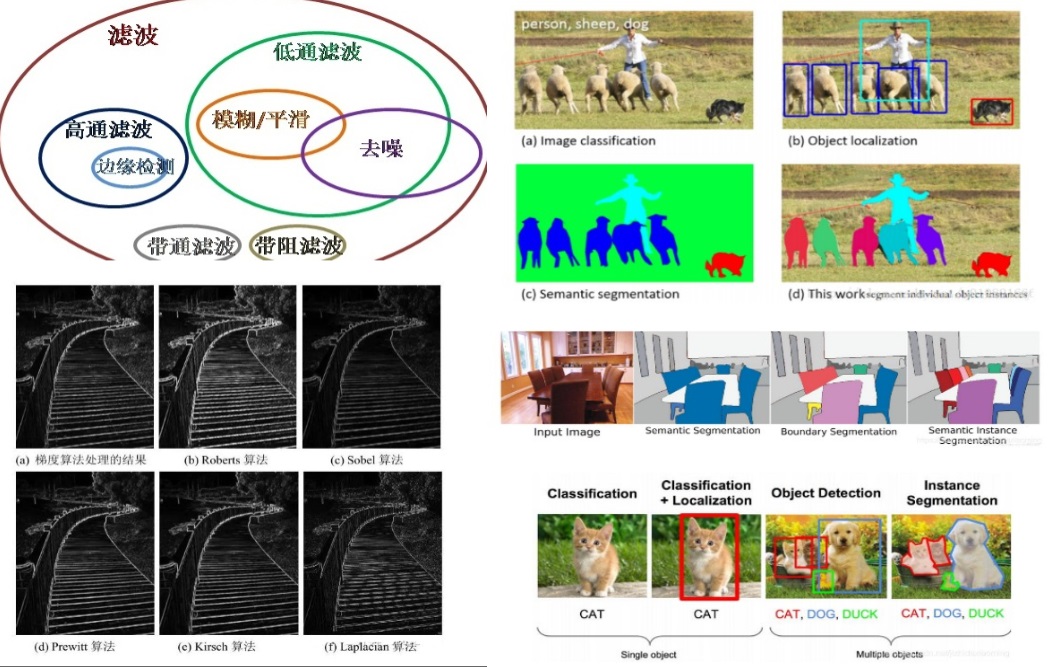 滤波
低通滤波
高通滤波
模糊/平滑
去噪
边缘检测
带通滤波
带阻滤波
(a) 梯度算法处理的结果
(b) Roberts 算法
(c) Sobel 算法
(d) Prewitt 算法
(e) Kirsch 算法
(f) Laplacian 算法
person, sheep, dog
(a) Image classification
(b) Object localization
(c) Semantic segmentation
(d) This work segment individual object instances
Input Image
Semantic Segmentation
Boundary Segmentation
Semantic Instance
Segmentation
Classification
Classification
+ Localization
Object Detection
Instance
Segmentation
CAT
CAT
CAT, DOG, DUCK
CAT, DOG, DUCK
Single object
Multiple objects